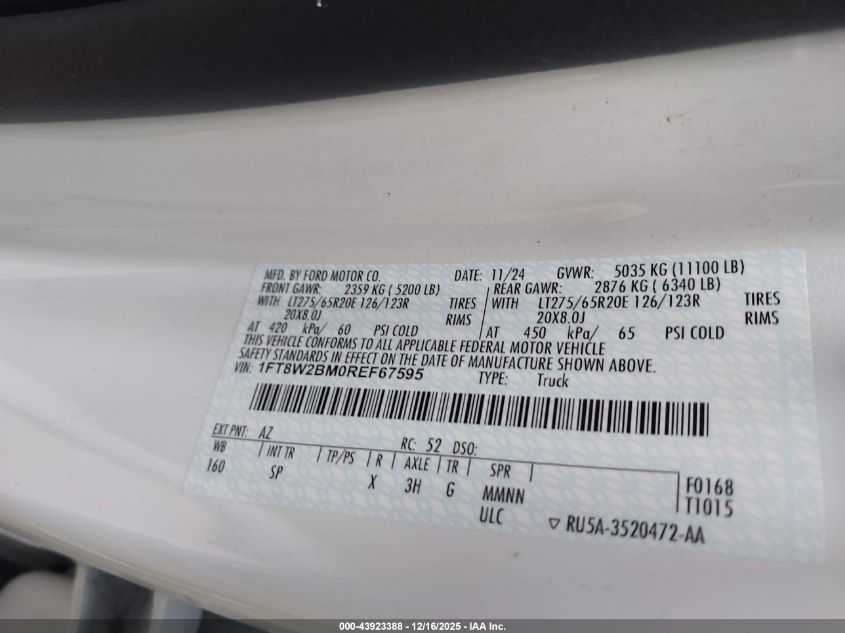 MFD. BY FORD MOTOR CO. DATE: 11/24 GVWR: 5035 KG (11100 LB)
FRONT GAWR: 2359 KG ( 5200 LB) REAR GAWR: 2876 KG ( 6340 LB)
WITH LT275/65R20E 126/123R TIRES WITH LT275/65R20E 126/123R TIRES
20X8.0J RIMS 20X8.0J RIMS
AT 420 kPa/ 60 PSI COLD AT 450 kPa/ 65 PSI COLD
THIS VEHICLE CONFORMS TO ALL APPLICABLE FEDERAL MOTOR VEHICLE
SAFETY STANDARDS IN EFFECT ON THE DATE OF MANUFACTURE SHOWN ABOVE.
VIN: 1FT8W2BM0REF67595 TYPE: Truck
EXT PNT: AZ RC: 52 DSO:
WB INT TR TP/PS R AXLE TR SPR
160 SP X 3H G MMNN
ULC
F0168
T1015
RU5A-3520472-AA
000-43923388 - 12/16/2025 - IAA Inc.